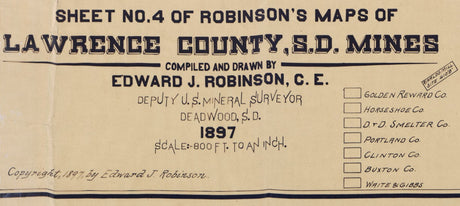 SHEET NO. 4 OF ROBINSON'S MAPS OF
LAWRENCE COUNTY, S.D. MINES
COMPILED AND DRAWN BY
EDWARD J. ROBINSON, C. E.
DEPUTY U.S. MINERAL SURVEYOR
DEADWOOD, S.D.
1897
SCALE:-800 FT. TO AN INCH.
Copyright, 1897, by Edward J Robinson.
GOLDEN REWARD CO.
HORSESHOE CO.
D. & D. SMELTER CO.
PORTLAND CO.
CLINTON CO.
BUXTON CO.
WHITE & GIBBS